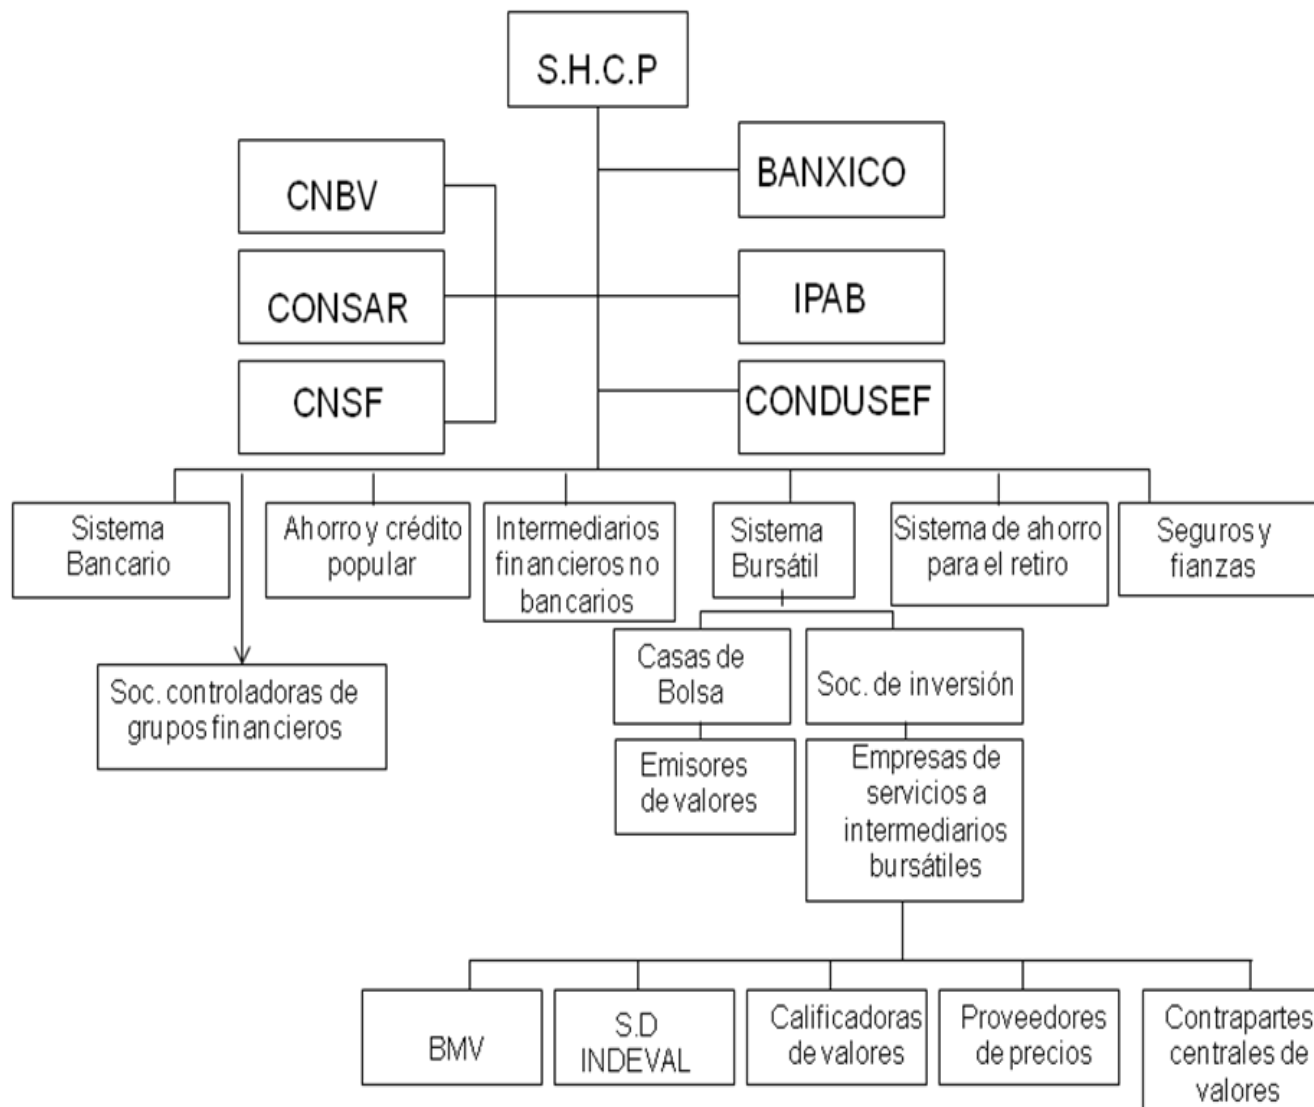 S.H.C.P
CNBV
BANXICO
CONSAR
IPAB
CNSF
CONDUSEF
Sistema
Bancario
Ahorro y crédito
popular
Intermediarios
financieros no
bancarios
Sistema
Bursátil
Sistema de ahorro
para el retiro
Seguros y
fianzas
Soc. controladoras de
grupos financieros
Casas de
Bolsa
Soc. de inversión
Emisores
de valores
Empresas de
servicios a
intermediarios
bursátiles
BMV
S.D
INDEVAL
Calificadoras
de valores
Proveedores
de precios
Contrapartes
centrales de
valores